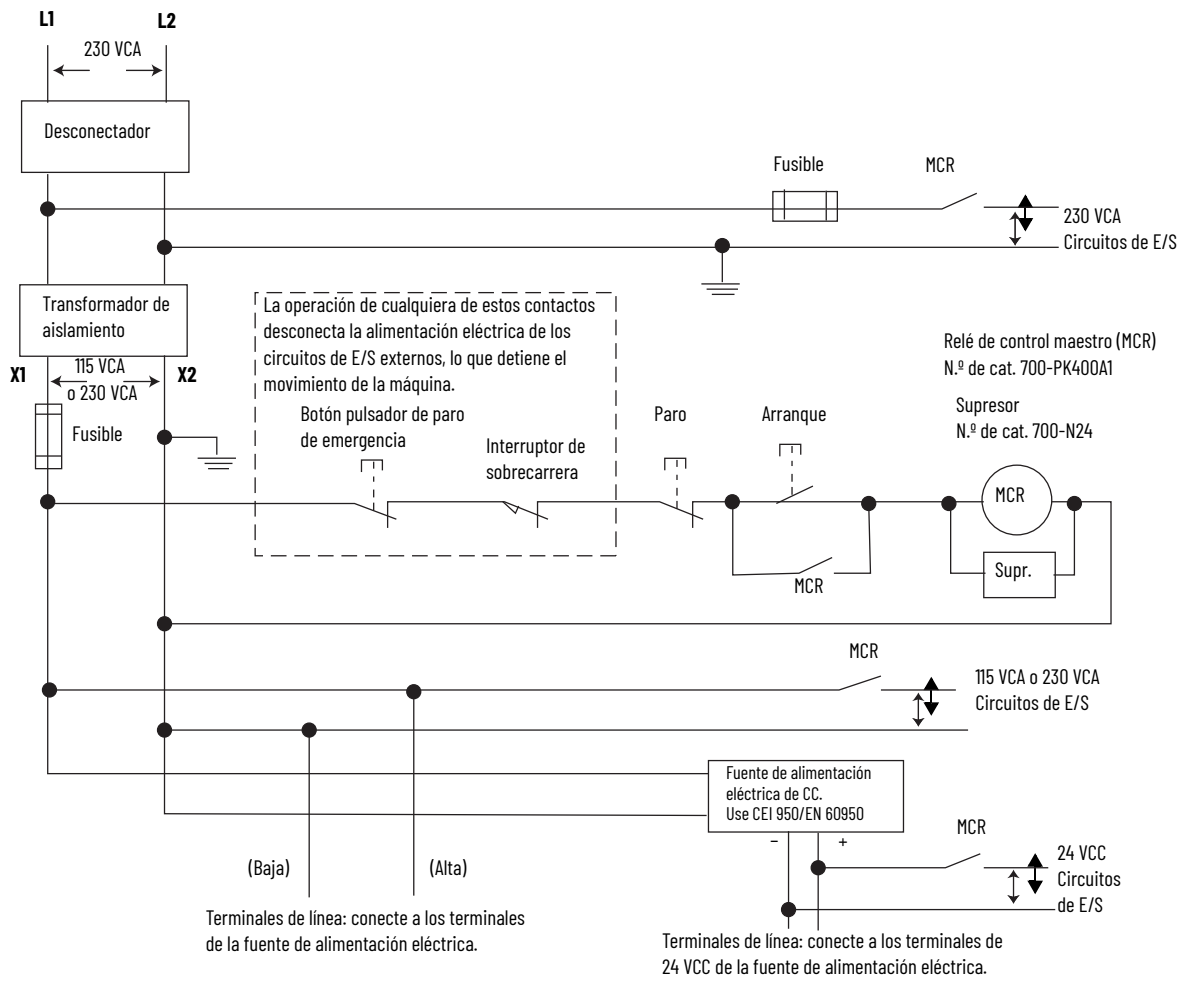 L1
L2
230 VCA
Desconectador
Fusible
MCR
230 VCA
Circuitos de E/S
Transformador de
aislamiento
La operación de cualquiera de estos contactos
desconecta la alimentación eléctrica de los
circuitos de E/S externos, lo que detiene el
movimiento de la máquina.
Relé de control maestro (MCR)
N.º de cat. 700-PK400A1
X1
115 VCA
o 230 VCA
X2
Supresor
N.º de cat. 700-N24
Fusible
Botón pulsador de paro
de emergencia
Interruptor de
sobrecarrera
Paro
Arranque
MCR
MCR
Supr.
MCR
115 VCA o 230 VCA
Circuitos de E/S
Fuente de alimentación
eléctrica de CC.
Use CEI 950/EN 60950
- +
MCR
24 VCC
Circuitos
de E/S
(Baja)
(Alta)
Terminales de línea: conecte a los terminales
de la fuente de alimentación eléctrica.
Terminales de línea: conecte a los terminales de
24 VCC de la fuente de alimentación eléctrica.